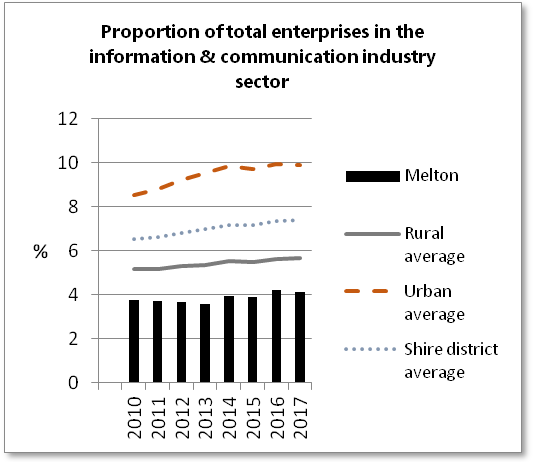 Proportion of total enterprises in the
information & communication industry
sector
12
10
8
6
4
2
0
%
2010
2011
2012
2013
2014
2015
2016
2017
Melton
Rural
average
Urban
average
Shire district
average